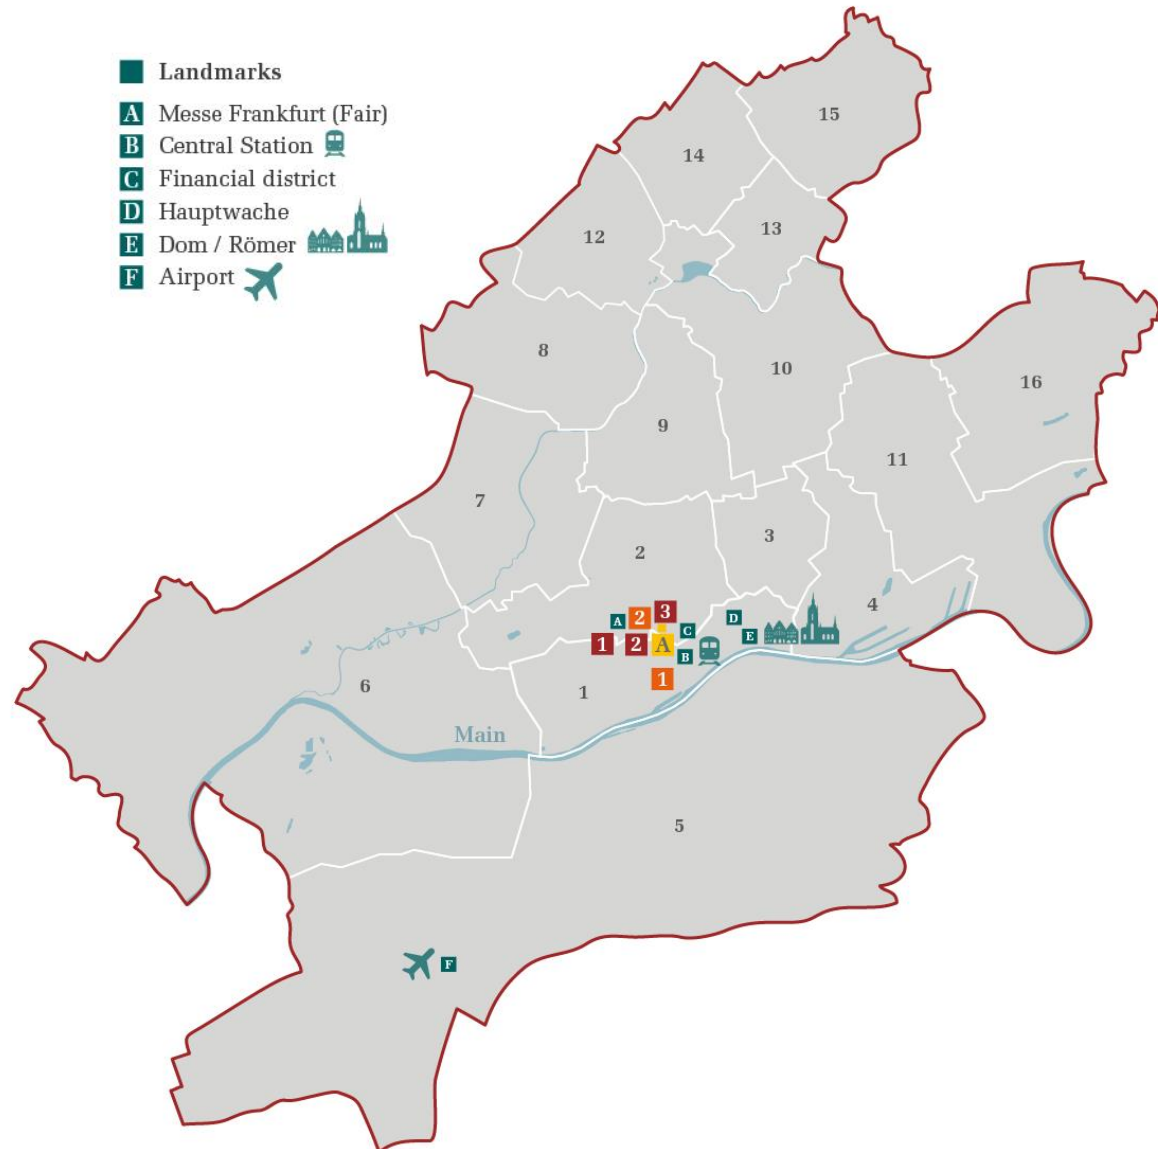 Landmarks
A Messe Frankfurt (Fair)
B Central Station
C Financial district
D Hauptwache
E Dom / Römer
F Airport
15
14
13
12
8
10
16
9
11
7
3
2
4
A
2
3
D
C
E
1
2
A
B
1
1
6
Main
5
F